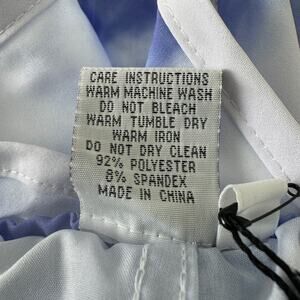 CARE INSTRUCTIONS
WARM MACHINE WASH
DO NOT BLEACH
WARM TUMBLE DRY
WARM IRON
DO NOT DRY CLEAN
92% POLYESTER
8% SPANDEX
MADE IN CHINA